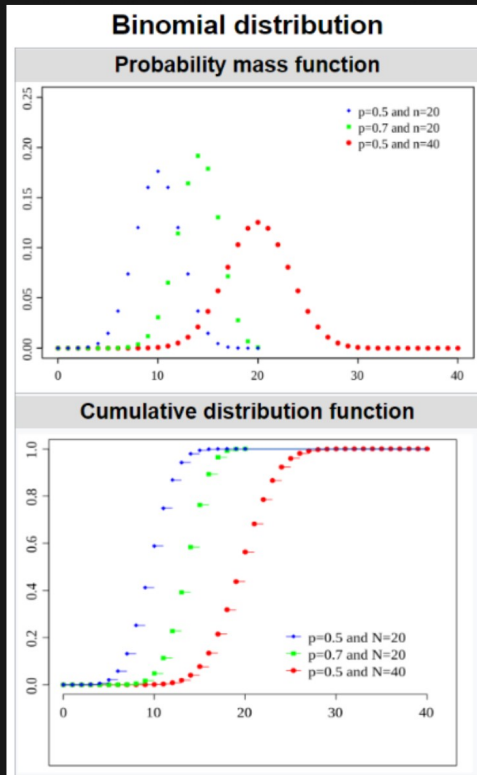 Binomial distribution
Probability mass function
0.25
0.20
0.15
0.10
0.05
0.00
p=0.5 and n=20
p=0.7 and n=20
p=0.5 and n=40
0 10 20 30 40
Cumulative distribution function
1.0
0.8
0.6
0.4
0.2
0.0
p=0.5 and N=20
p=0.7 and N=20
p=0.5 and N=40
0 10 20 30 40